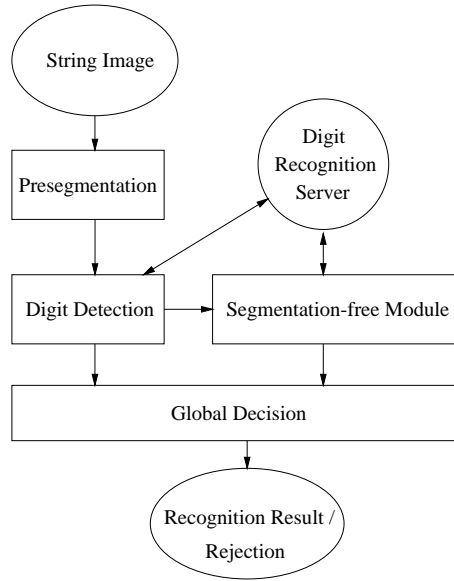 String Image
Digit
Recognition
Server
Presegmentation
Digit Detection
Segmentation-free Module
Global Decision
Recognition Result /
Rejection